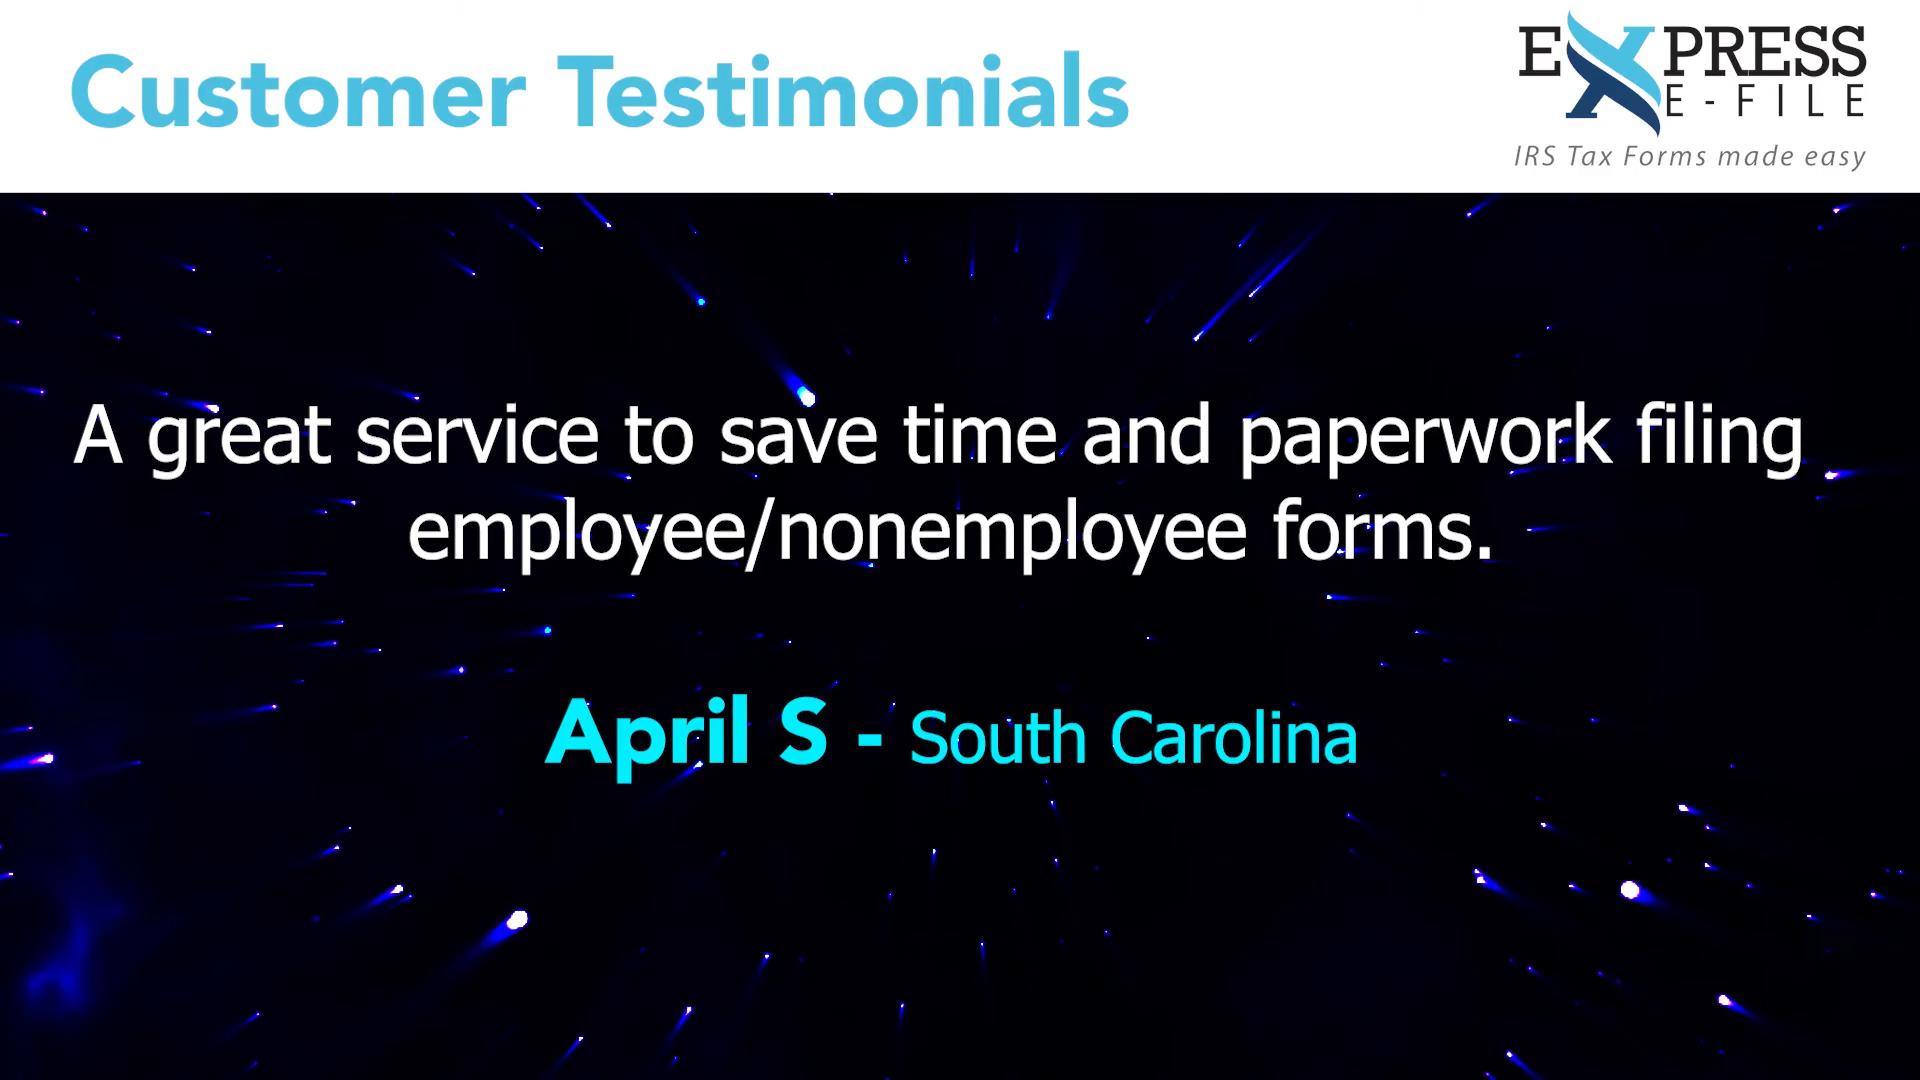 Customer Testimonials
EXPRESS
E-FILE
IRS Tax Forms made easy
A great service to save time and paperwork filing
employee/nonemployee forms.
April S - South Carolina